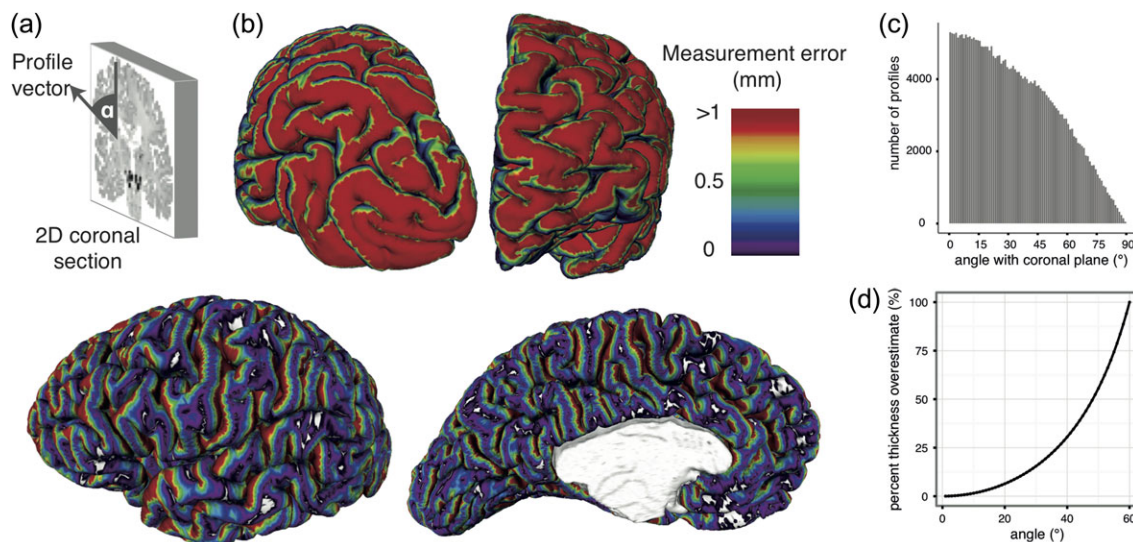 (a)
Profile
vector
α
2D coronal
section
(b)
Measurement error
(mm)
>1
0.5
0
(c)
number of profiles
4000
2000
0
0 15 30 45 60 75 90
angle with coronal plane (°)
(d)
percent thickness overestimate (%)
100
75
50
25
0
0 20 40 60
angle (°)